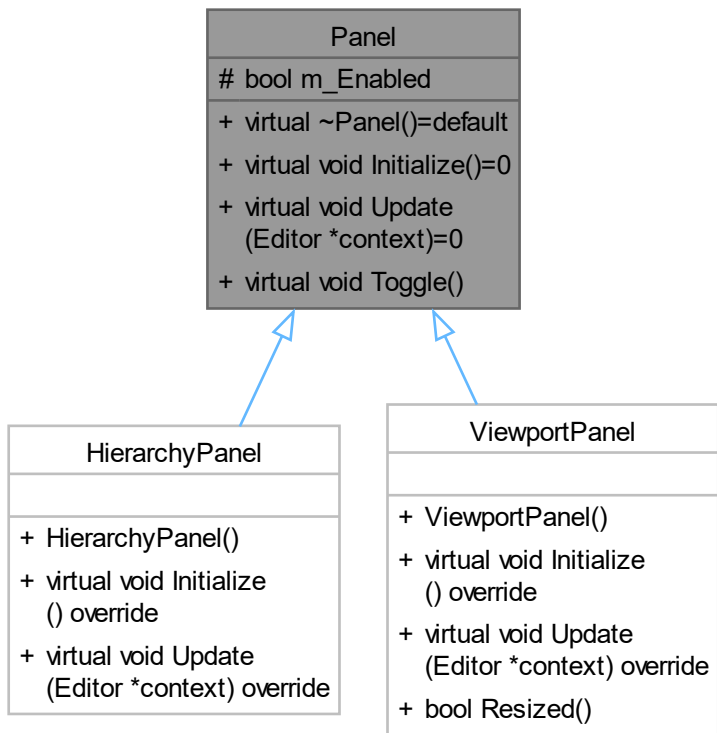 Panel
# bool m_Enabled
+ virtual ~Panel()=default
+ virtual void Initialize()=0
+ virtual void Update
(Editor *context)=0
+ virtual void Toggle()
HierarchyPanel
+ HierarchyPanel()
+ virtual void Initialize
() override
+ virtual void Update
(Editor *context) override
ViewportPanel
+ ViewportPanel()
+ virtual void Initialize
() override
+ virtual void Update
(Editor *context) override
+ bool Resized()